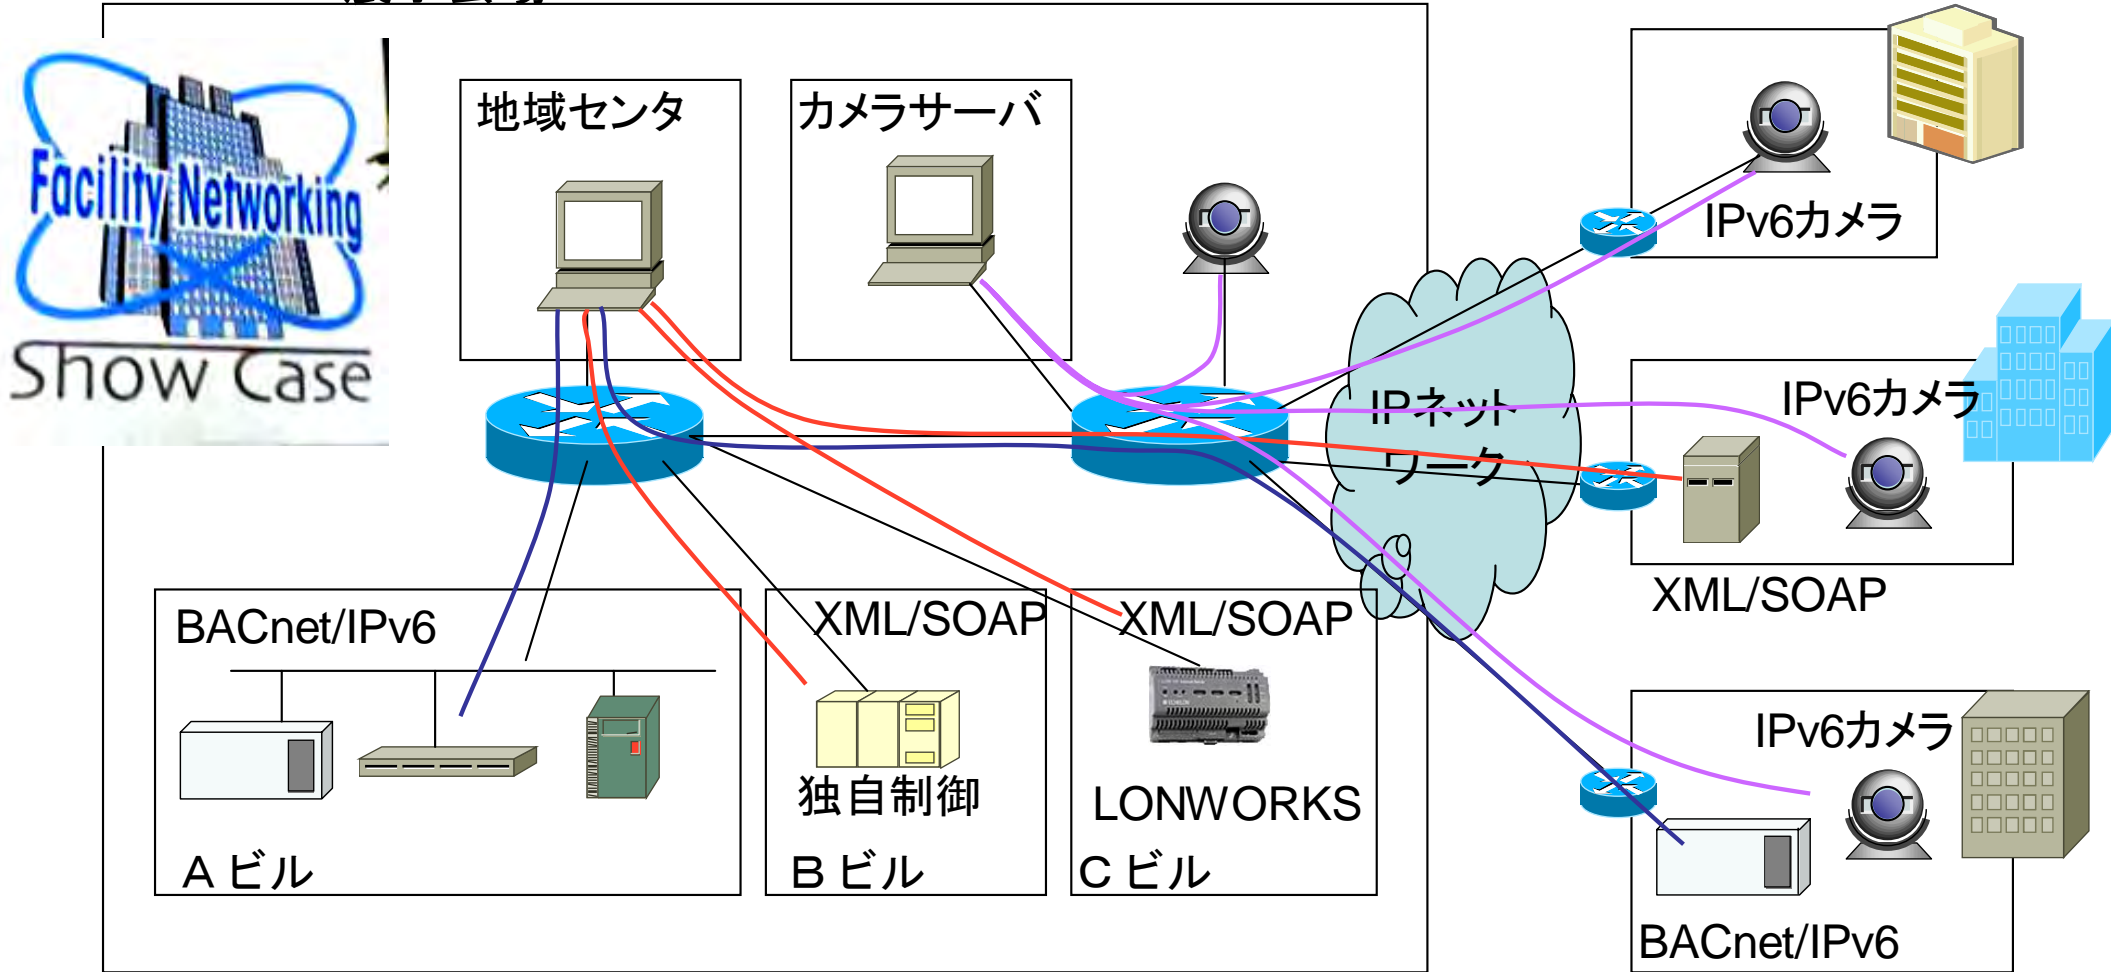 Facility Networking
Show Case
地域センタ
カメラサーバ
IPv6カメラ
IPネット
ワーク
IPv6カメラ
XML/SOAP
BACnet/IPv6
XML/SOAP
XML/SOAP
独自制御
LONWORKS
IPv6カメラ
Aビル
Bビル
Cビル
BACnet/IPv6